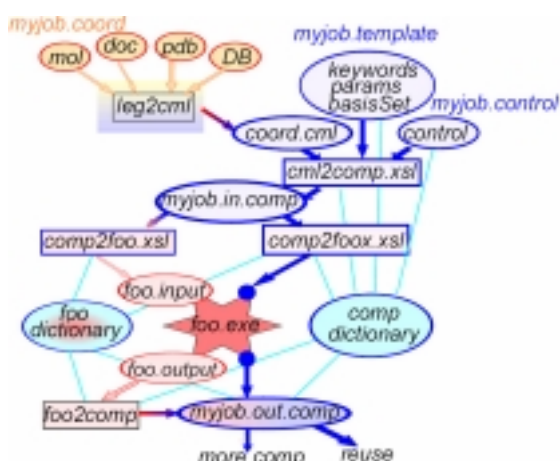 myjob.coord
mol
doc
pdb
DB
myjob.template
keywords
params
basisSet
myjob.control
leg2cml
coord.cml
control
cml2comp.xsl
myjob.in.comp
comp2foo.xsl
comp2foox.xsl
foo.input
foo
dictionary
foo.exe
comp
dictionary
foo.output
foo2comp
myjob.out.comp
more.comp
reuse